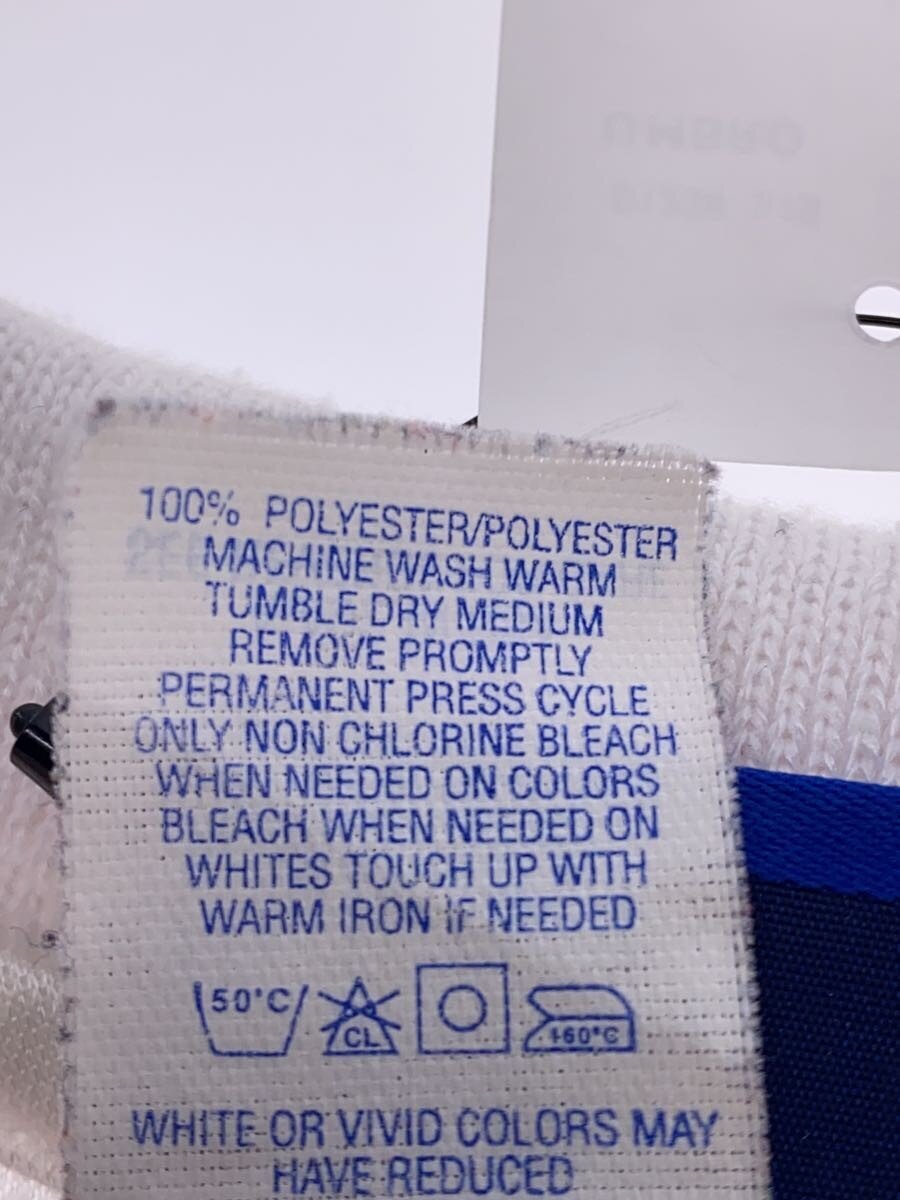 100% POLYESTER/POLYESTER
MACHINE WASH WARM
TUMBLE DRY MEDIUM
REMOVE PROMPTLY
PERMANENT PRESS CYCLE
ONLY NON CHLORINE BLEACH
WHEN NEEDED ON COLORS
BLEACH WHEN NEEDED ON
WHITES TOUCH UP WITH
WARM IRON IF NEEDED
50°C CL +60°C
WHITE OR VIVID COLORS MAY
HAVE REDUCED